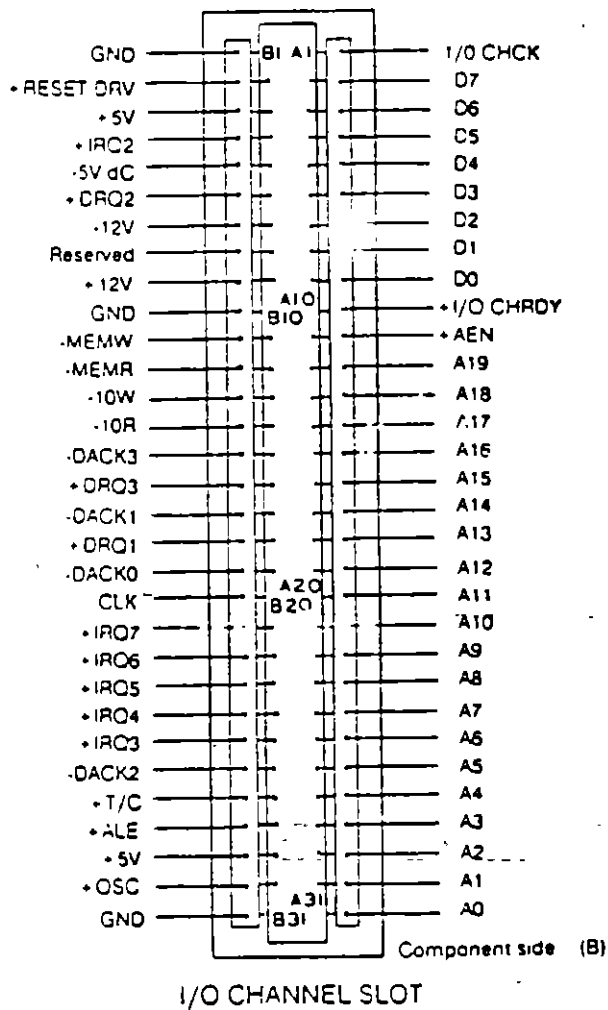 GND B1 A1 I/O CHCK
+RESET DRV D7
+5V D6
+IRQ2 D5
-5V dC D4
+DRQ2 D3
-12V D2
Reserved D1
+12V D0
A10
GND B10 +I/O CHRDY
-MEMW +AEN
-MEMR A19
-10W A18
-10R A17
-DACK3 A16
+DRQ3 A15
-DACK1 A14
+DRQ1 A13
-DACK0 A12
A20
CLK B20 A11
+IRQ7 A10
+IRQ6 A9
+IRQ5 A8
+IRQ4 A7
+IRQ3 A6
-DACK2 A5
+T/C A4
+ALE A3
+5V A2
+OSC A1
A31
GND B31 A0
Component side (B)
I/O CHANNEL SLOT